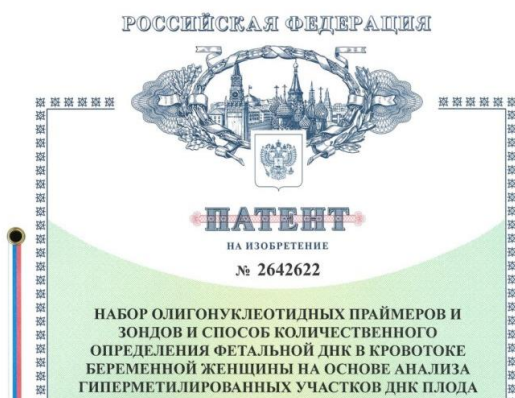 РОССИЙСКАЯ ФЕДЕРАЦИЯ
ПАТЕНТ
НА ИЗОБРЕТЕНИЕ
№ 2642622
НАБОР ОЛИГОНУКЛЕОТИДНЫХ ПРАЙМЕРОВ И
ЗОНДОВ И СПОСОБ КОЛИЧЕСТВЕННОГО
ОПРЕДЕЛЕНИЯ ФЕТАЛЬНОЙ ДНК В КРОВОТОКЕ
БЕРЕМЕННОЙ ЖЕНЩИНЫ НА ОСНОВЕ АНАЛИЗА
ГИПЕРМЕТИЛИРОВАННЫХ УЧАСТКОВ ДНК ПЛОДА